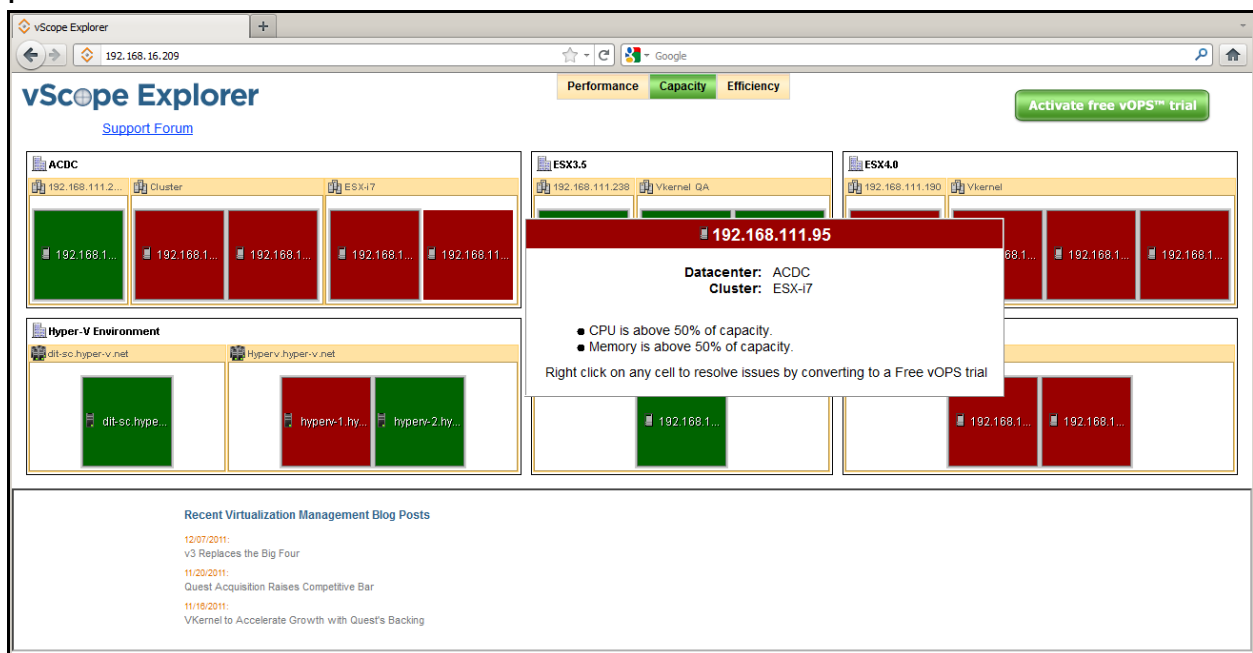 vScope Explorer
+
192.168.16.209
Google
vScope Explorer
Support Forum
Performance Capacity Efficiency
Activate free vOPS™ trial
ACDC
192.168.111.2... Cluster ESX-i7
192.168.1... 192.168.1... 192.168.1... 192.168.1... 192.168.11...
ESX3.5
192.168.111.238 Vkernel QA
ESX4.0
192.168.111.190 Vkernel
68.1... 192.168.1... 192.168.1...
192.168.111.95
Datacenter: ACDC
Cluster: ESX-i7
● CPU is above 50% of capacity.
● Memory is above 50% of capacity.
Right click on any cell to resolve issues by converting to a Free vOPS trial
Hyper-V Environment
dit-sc.hyper-v.net Hyperv.hyper-v.net
dit-sc.hype... hyperv-1.hy... hyperv-2.hy...
192.168.1...
192.168.1... 192.168.1...
Recent Virtualization Management Blog Posts
12/07/2011:
v3 Replaces the Big Four
11/20/2011:
Quest Acquisition Raises Competitive Bar
11/16/2011:
VKernel to Accelerate Growth with Quest's Backing